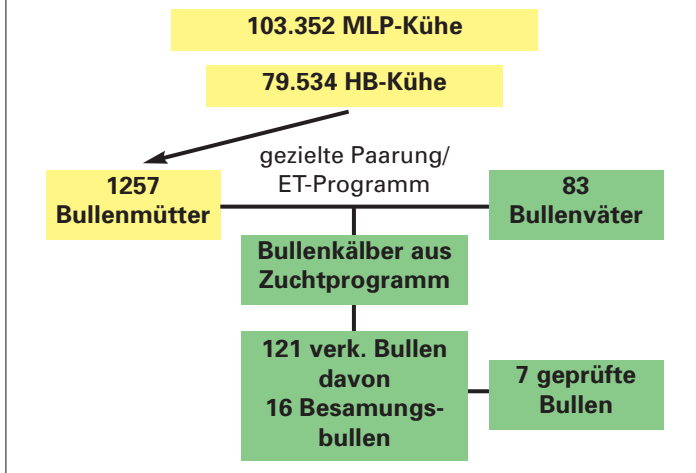 103.352 MLP-Kühe
79.534 HB-Kühe
gezielte Paarung/
ET-Programm
1257
Bullenmütter
83
Bullenväter
Bullenkälber aus
Zuchtprogramm
121 verk. Bullen
davon
16 Besamungs-
bullen
7 geprüfte
Bullen